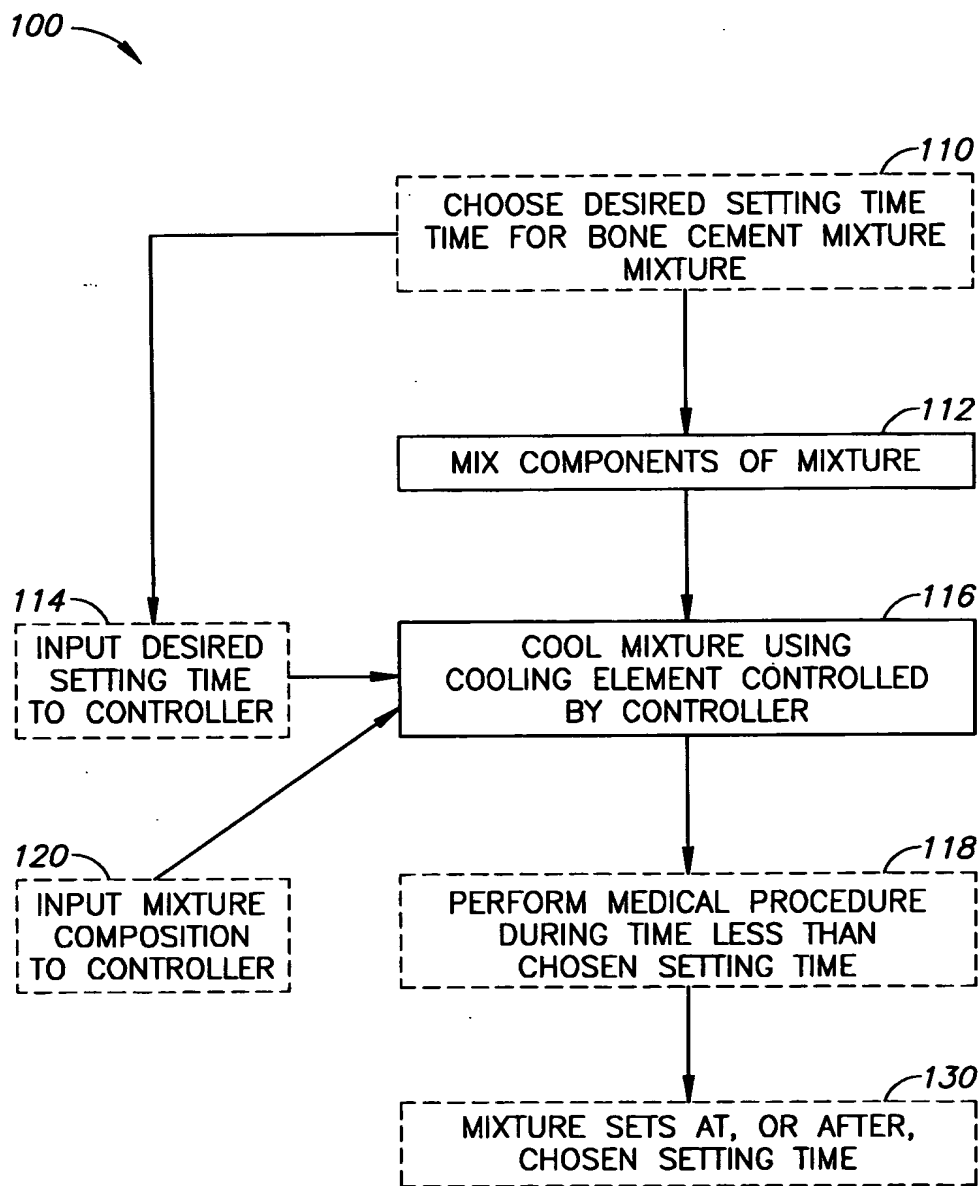 100
110
CHOOSE DESIRED SETTING TIME
TIME FOR BONE CEMENT MIXTURE
MIXTURE
112
MIX COMPONENTS OF MIXTURE
114
INPUT DESIRED
SETTING TIME
TO CONTROLLER
116
COOL MIXTURE USING
COOLING ELEMENT CONTROLLED
BY CONTROLLER
120
INPUT MIXTURE
COMPOSITION
TO CONTROLLER
118
PERFORM MEDICAL PROCEDURE
DURING TIME LESS THAN
CHOSEN SETTING TIME
130
MIXTURE SETS AT, OR AFTER,
CHOSEN SETTING TIME